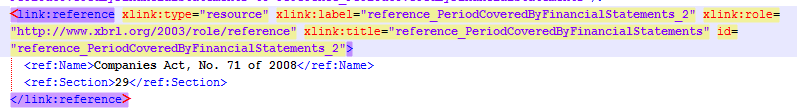 <link:reference xlink:type="resource" xlink:label="reference_PeriodCoveredByFinancialStatements_2" xlink:role=
"http://www.xbrl.org/2003/role/reference" xlink:title="reference_PeriodCoveredByFinancialStatements" id=
"reference_PeriodCoveredByFinancialStatements_2">
<ref:Name>Companies Act, No. 71 of 2008</ref:Name>
<ref:Section>29</ref:Section>
</link:reference>